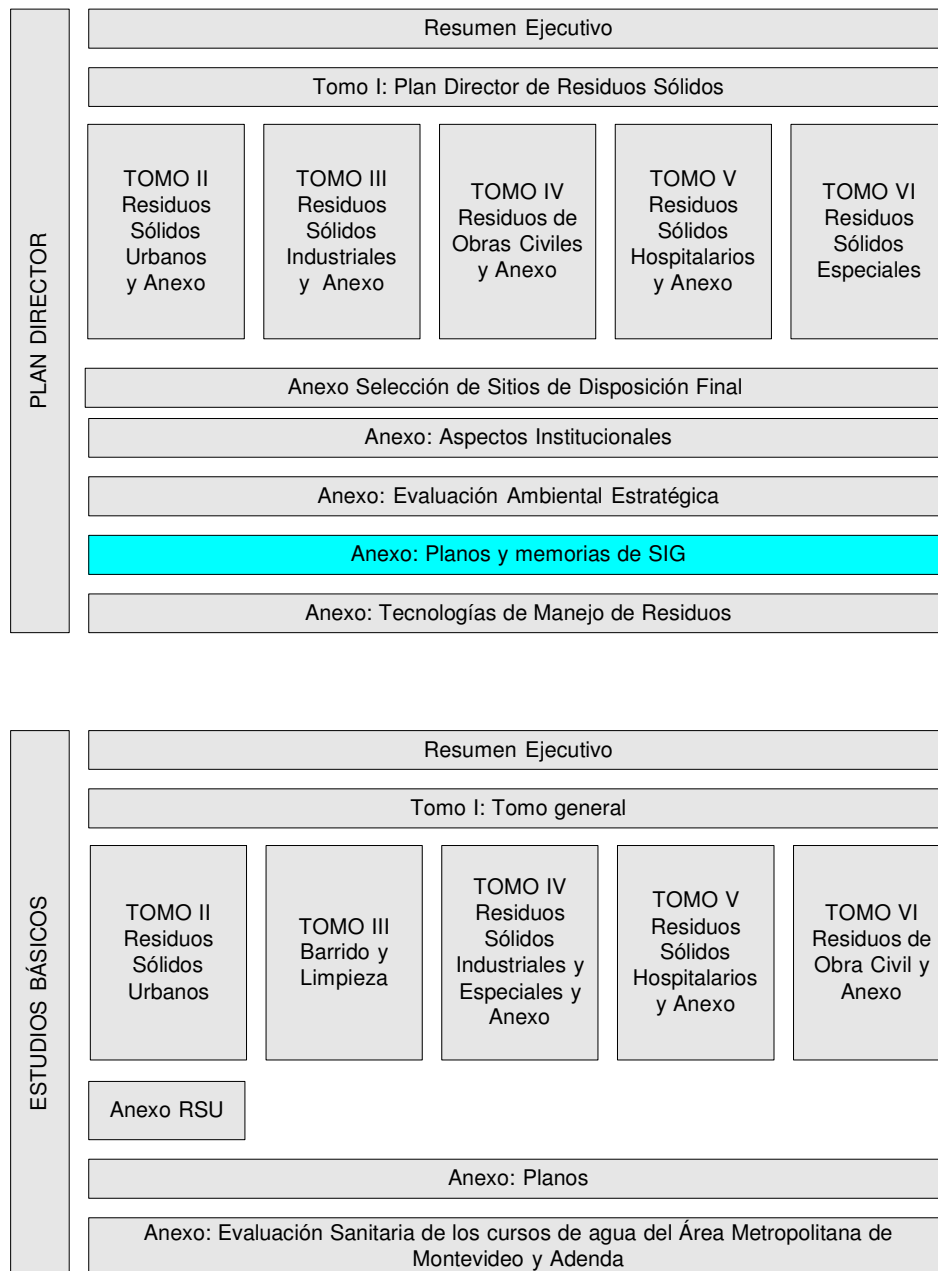 PLAN DIRECTOR
Resumen Ejecutivo
Tomo I: Plan Director de Residuos Sólidos
TOMO II
Residuos
Sólidos
Urbanos
y Anexo
TOMO III
Residuos
Sólidos
Industriales
y Anexo
TOMO IV
Residuos de
Obras Civiles
y Anexo
TOMO V
Residuos
Sólidos
Hospitalarios
y Anexo
TOMO VI
Residuos
Sólidos
Especiales
Anexo Selección de Sitios de Disposición Final
Anexo: Aspectos Institucionales
Anexo: Evaluación Ambiental Estratégica
Anexo: Planos y memorias de SIG
Anexo: Tecnologías de Manejo de Residuos
ESTUDIOS BÁSICOS
Resumen Ejecutivo
Tomo I: Tomo general
TOMO II
Residuos
Sólidos
Urbanos
TOMO III
Barrido y
Limpieza
TOMO IV
Residuos
Sólidos
Industriales y
Especiales y
Anexo
TOMO V
Residuos
Sólidos
Hospitalarios
y Anexo
TOMO VI
Residuos de
Obra Civil y
Anexo
Anexo RSU
Anexo: Planos
Anexo: Evaluación Sanitaria de los cursos de agua del Área Metropolitana de
Montevideo y Adenda